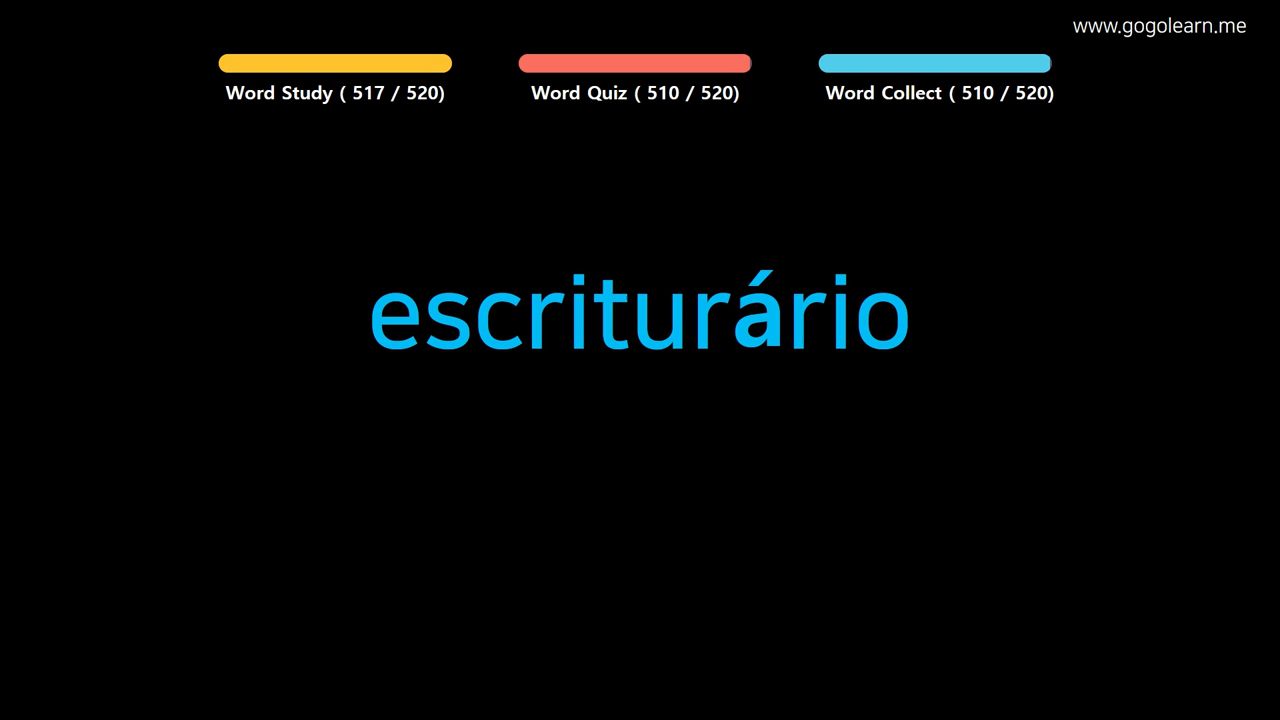 www.gogolearn.me
Word Study ( 517 / 520)
Word Quiz ( 510 / 520)
Word Collect ( 510 / 520)
escriturário